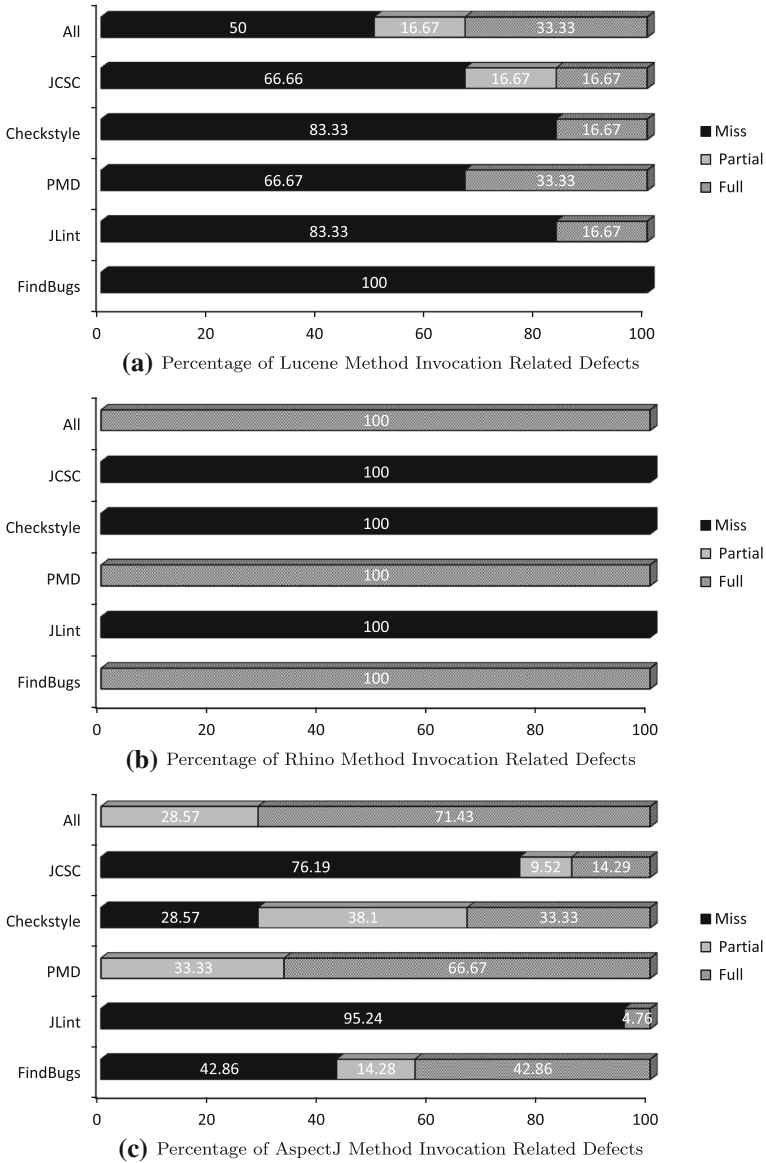 All 50 16.67 33.33
JCSC 66.66 16.67 16.67
Checkstyle 83.33 16.67
PMD 66.67 33.33
JLint 83.33 16.67
FindBugs 100
0 20 40 60 80 100
Miss
Partial
Full
(a) Percentage of Lucene Method Invocation Related Defects
All 100
JCSC 100
Checkstyle 100
PMD 100
JLint 100
FindBugs 100
0 20 40 60 80 100
Miss
Partial
Full
(b) Percentage of Rhino Method Invocation Related Defects
All 28.57 71.43
JCSC 76.19 9.52 14.29
Checkstyle 28.57 38.1 33.33
PMD 33.33 66.67
JLint 95.24 4.76
FindBugs 42.86 14.28 42.86
0 20 40 60 80 100
Miss
Partial
Full
(c) Percentage of AspectJ Method Invocation Related Defects